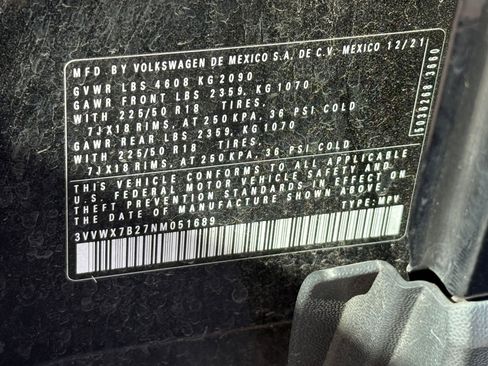 MFD. BY VOLKSWAGEN DE MEXICO S.A. DE C.V. MEXICO 12/21
GVWR LBS 4608 KG 2090
GAWR FRONT LBS 2359. KG 1070
WITH 225/50 R18 TIRES.
7JX18 RIMS, AT 250 KPA, 36 PSI COLD
GAWR REAR LBS 2359. KG 1070
WITH 225/50 R18 TIRES.
7JX18 RIMS, AT 250 KPA, 36 PSI COLD
THIS VEHICLE CONFORMS TO ALL APPLICABLE
U.S. FEDERAL MOTOR VEHICLE SAFETY AND
THEFT PREVENTION STANDARDS IN EFFECT ON
THE DATE OF MANUFACTURE SHOWN ABOVE.
3VVWX7B27NM051689 TYPE: MPV